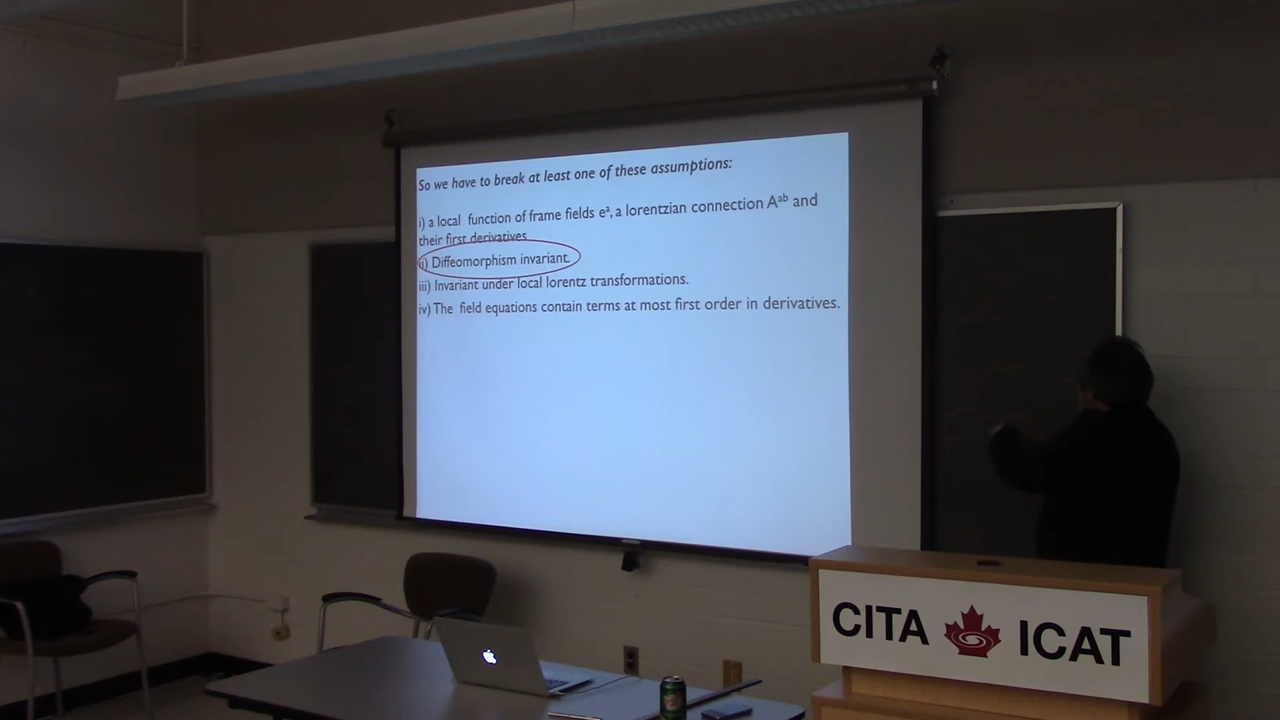 So we have to break at least one of these assumptions:
i) a local function of frame fields eᵃ, a lorentzian connection Aᵃᵇ and
their first derivatives
ii) Diffeomorphism invariant.
iii) Invariant under local lorentz transformations.
iv) The field equations contain terms at most first order in derivatives.
CITA ICAT